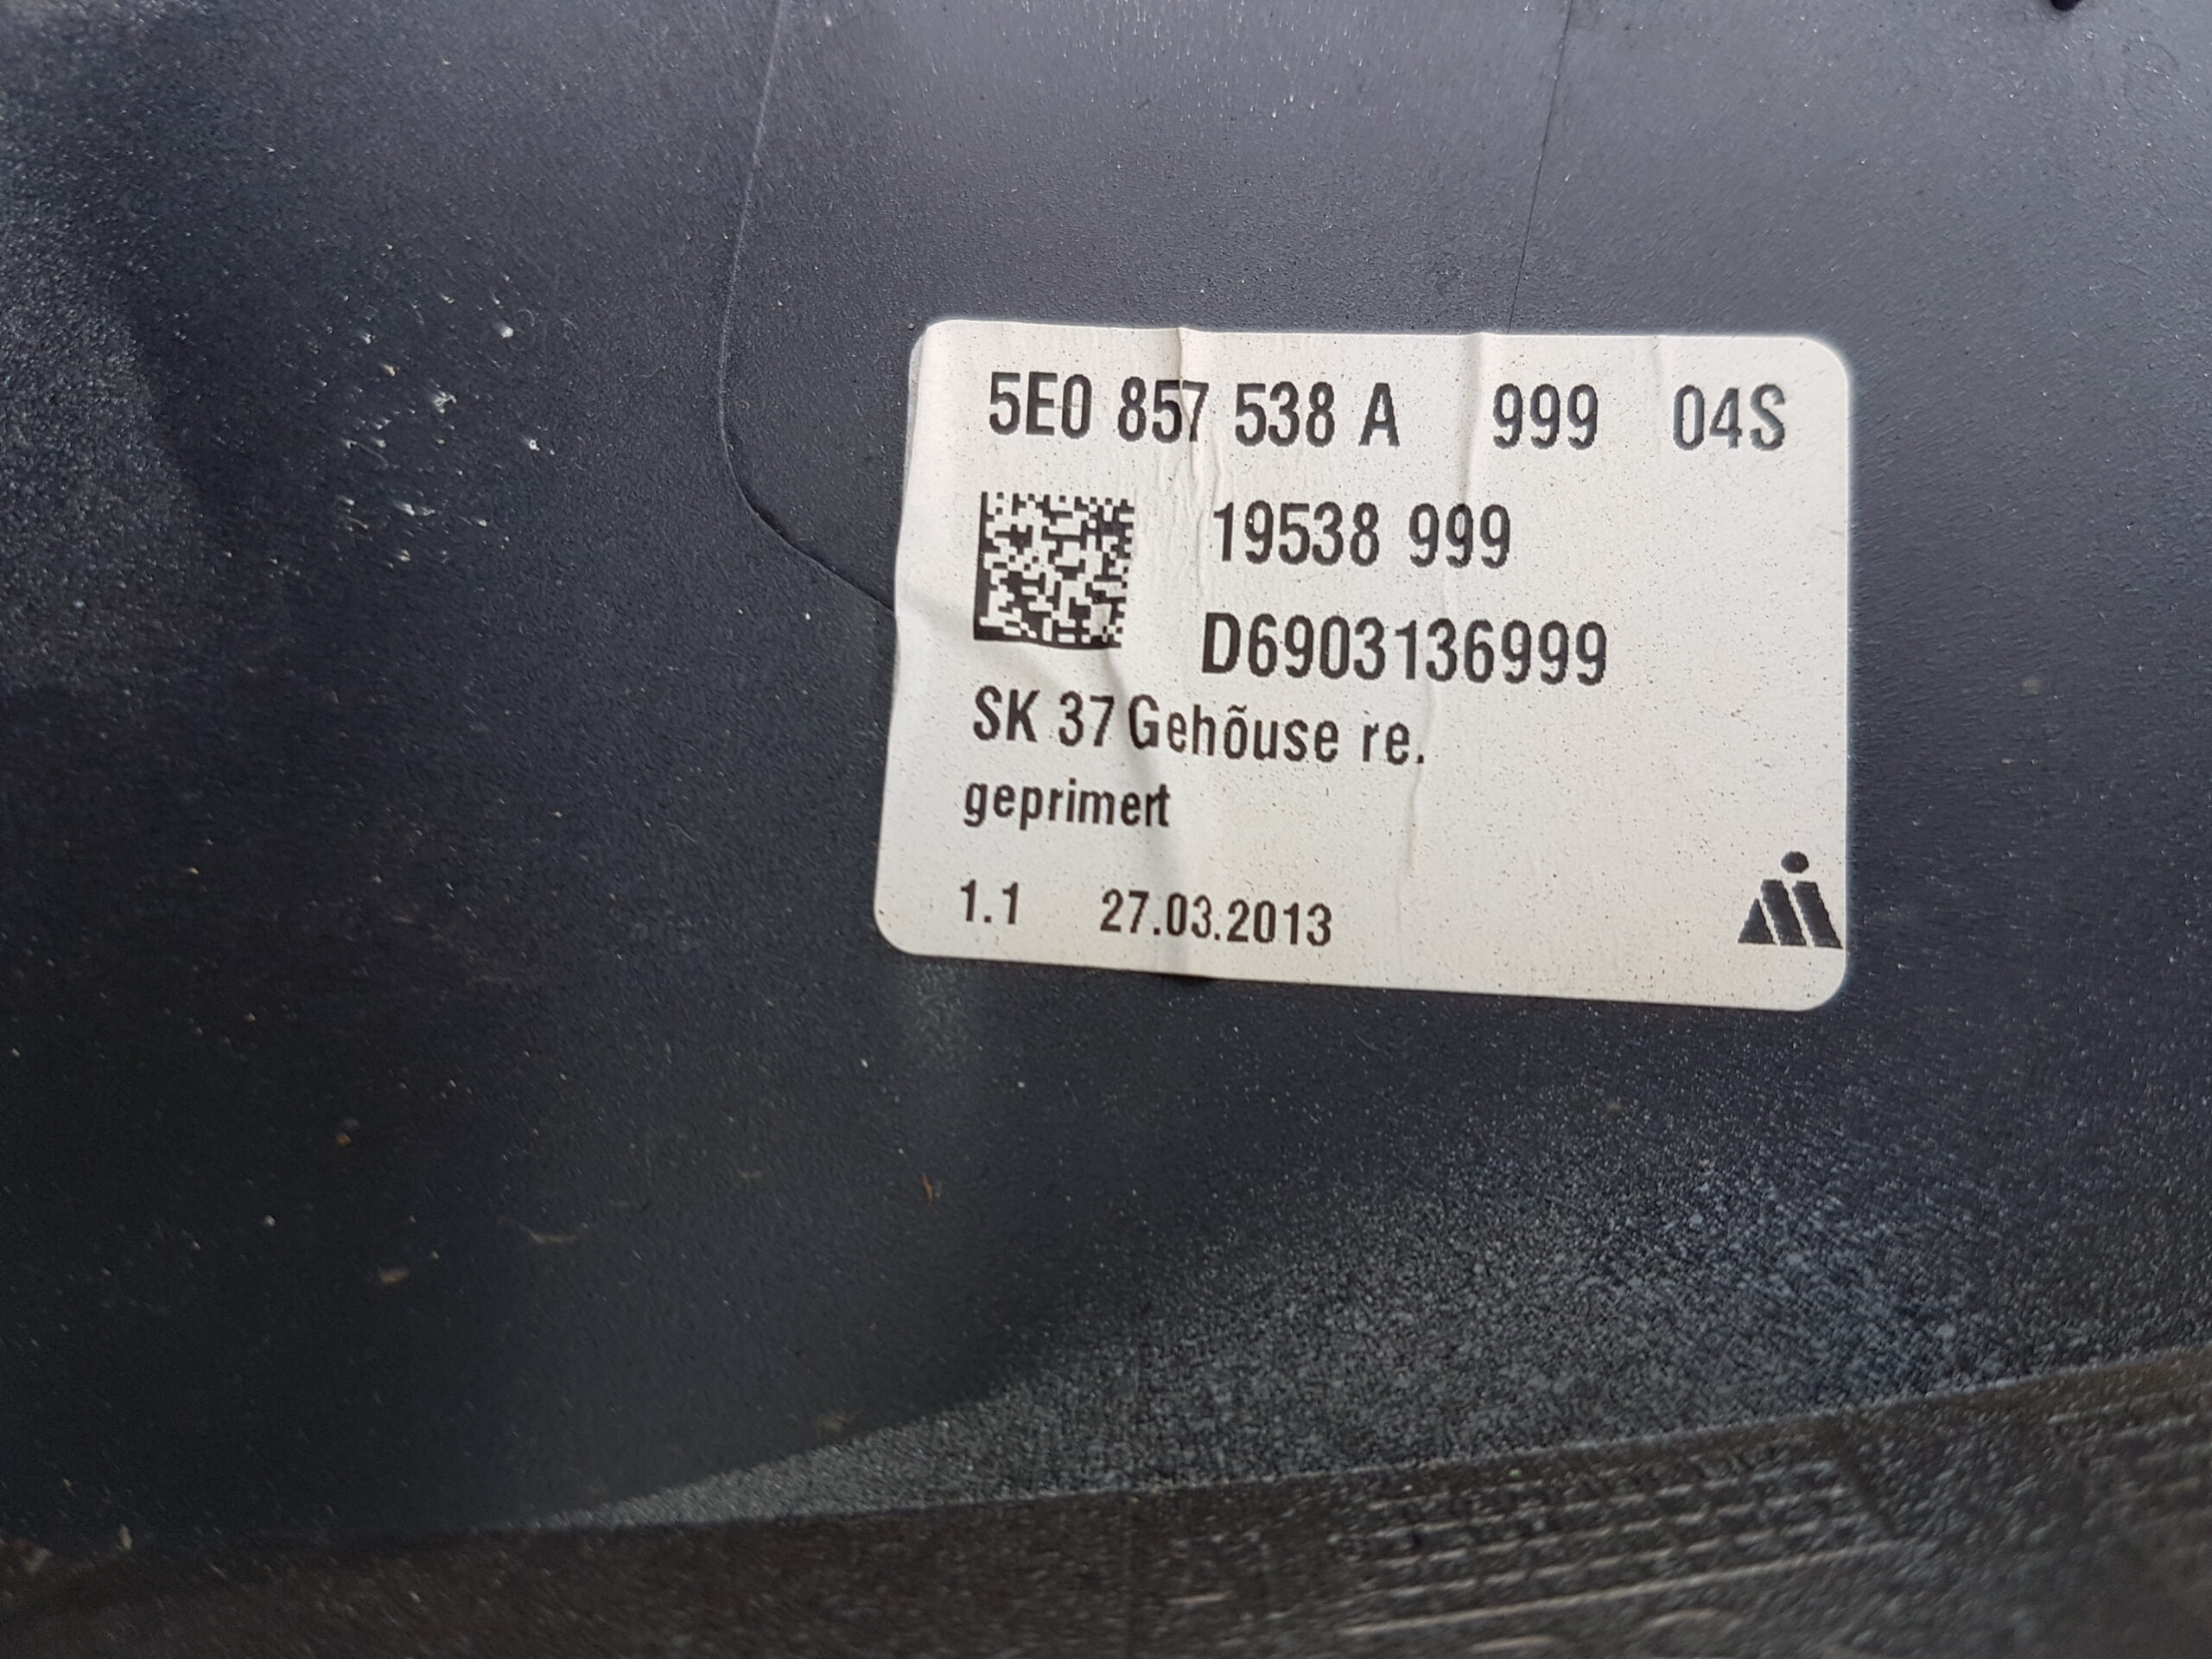 5E0 857 538 A 999 04S
19538 999
D6903136999
SK 37 Gehõuse re.
geprimert
1.1 27.03.2013